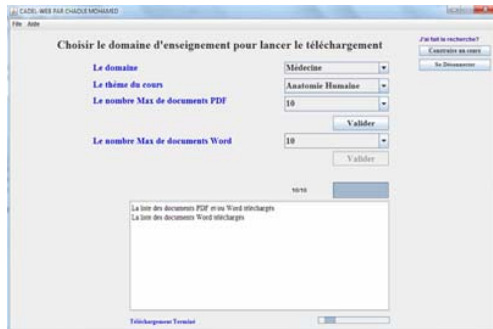 CADEL-WEB PAR CHAOUI MOHAMED
File Aide
Choisir le domaine d'enseignement pour lancer le téléchargement
J'ai fait la recherche?
Construire un cours
Se Déconnecter
Le domaine
Médecine
Le thème du cours
Anatomie Humaine
Le nombre Max de documents PDF
10
Valider
Le nombre Max de documents Word
10
Valider
10/10
La liste des documents PDF et ou Word téléchargés
La liste des documents Word téléchargés
Téléchargement Terminé